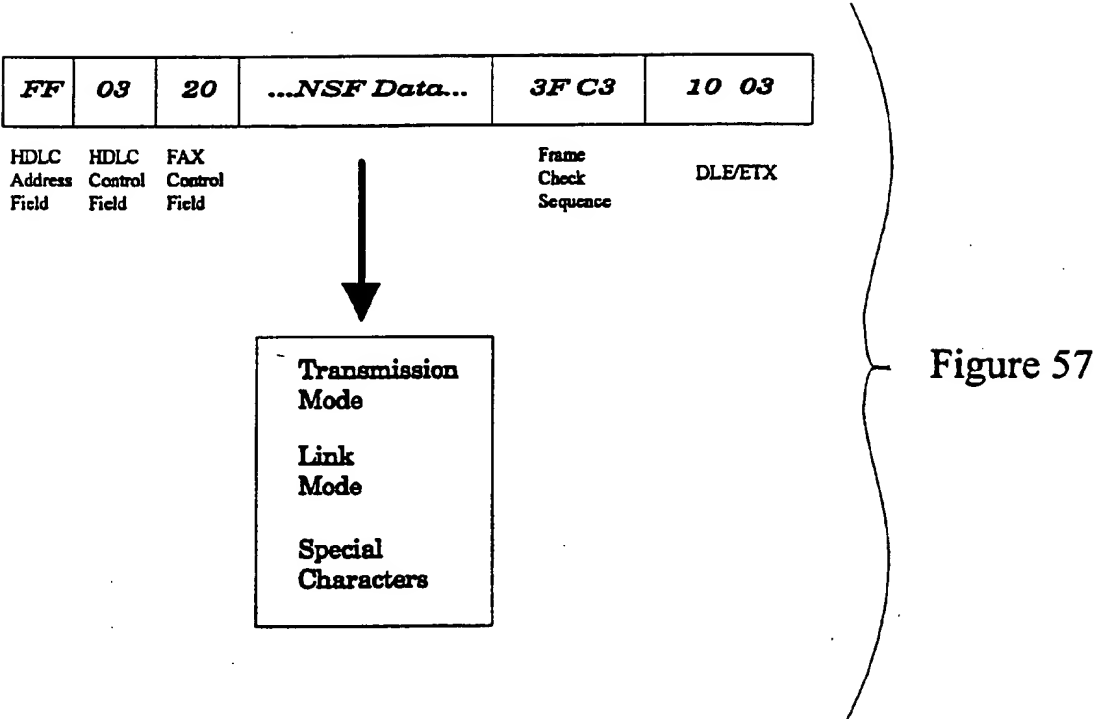 FF 03 20 ...NSF Data... 3F C3 10 03
HDLC
Address
Field
HDLC
Control
Field
FAX
Control
Field
Frame
Check
Sequence
DLE/ETX
Transmission
Mode
Link
Mode
Special
Characters
Figure 57